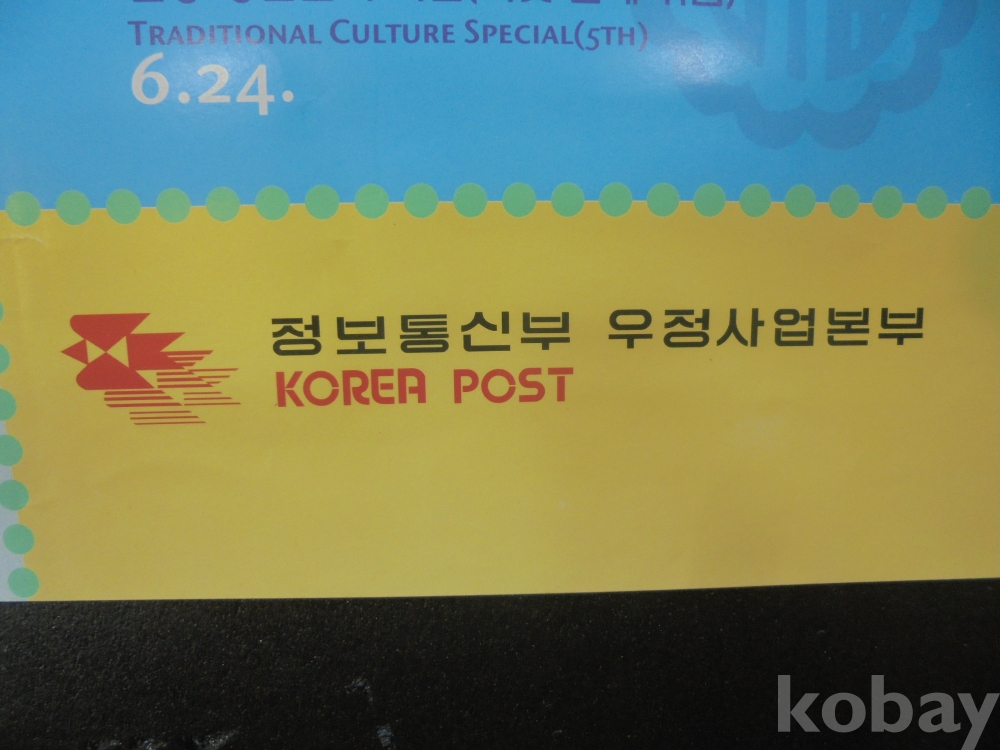 TRADITIONAL CULTURE SPECIAL(5TH)
6.24.
정보통신부 우정사업본부
KOREA POST
kobay